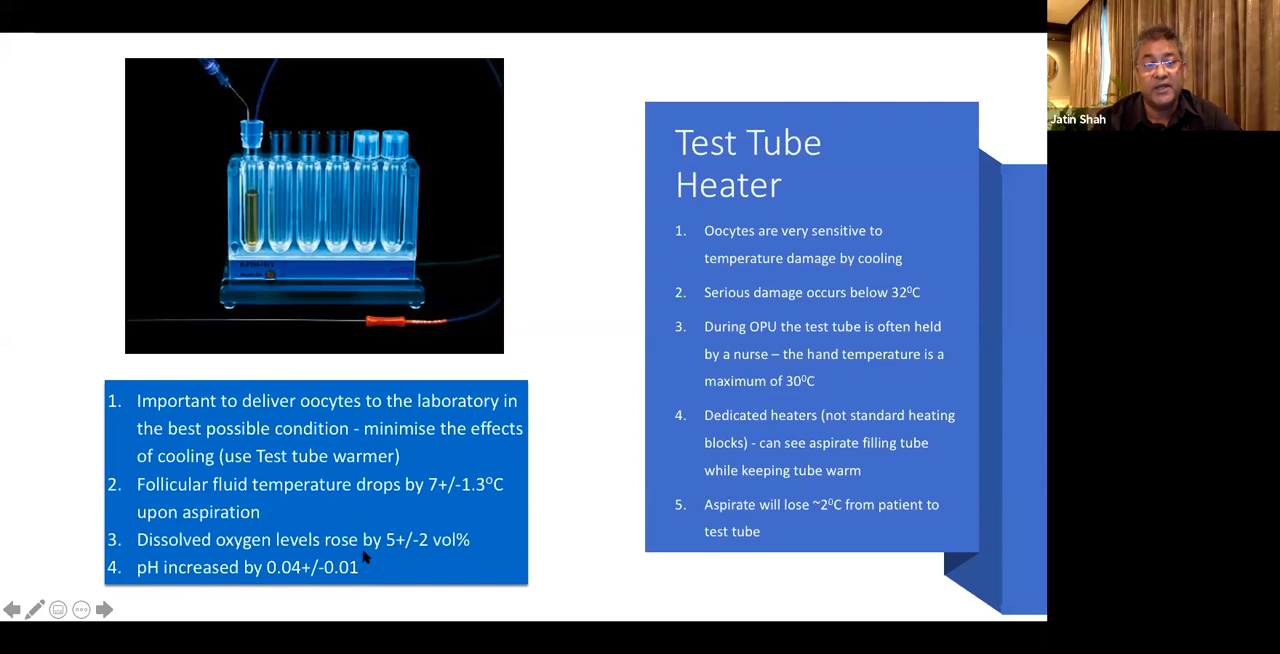 Jatin Shah
Test Tube
Heater
1. Oocytes are very sensitive to
temperature damage by cooling
2. Serious damage occurs below 32⁰C
3. During OPU the test tube is often held
by a nurse – the hand temperature is a
maximum of 30⁰C
4. Dedicated heaters (not standard heating
blocks) - can see aspirate filling tube
while keeping tube warm
5. Aspirate will lose ~2⁰C from patient to
test tube
1. Important to deliver oocytes to the laboratory in
the best possible condition - minimise the effects
of cooling (use Test tube warmer)
2. Follicular fluid temperature drops by 7+/-1.3⁰C
upon aspiration
3. Dissolved oxygen levels rose by 5+/-2 vol%
4. pH increased by 0.04+/-0.01